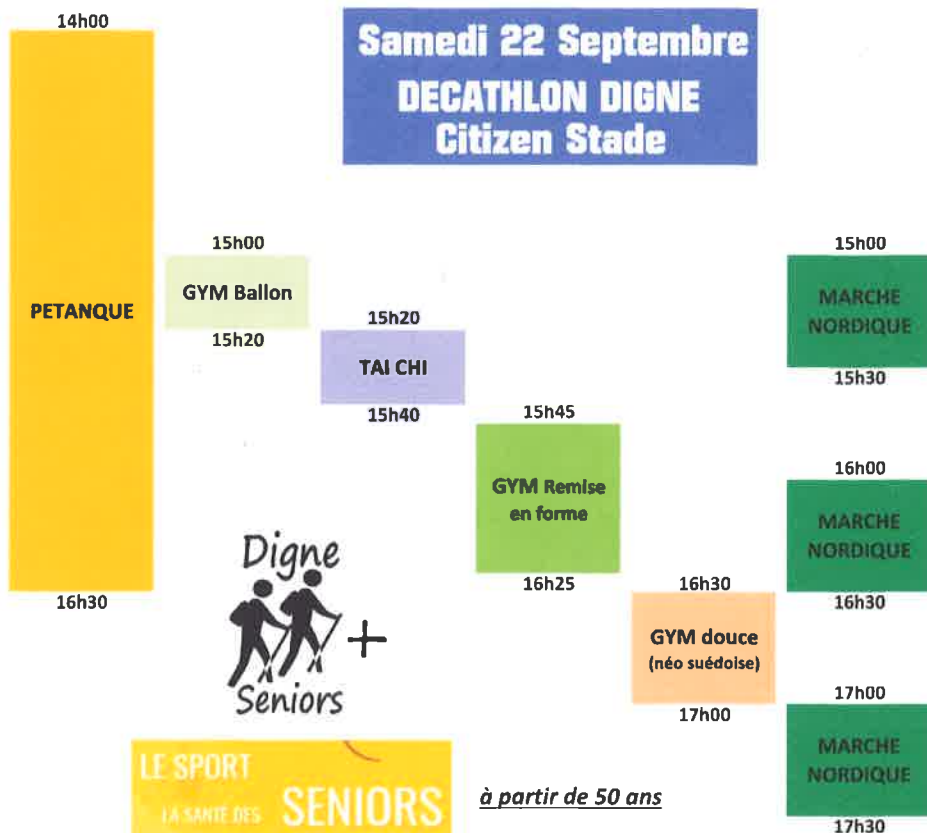 14h00
Samedi 22 Septembre
DECATHLON DIGNE
Citizen Stade
PETANQUE
16h30
15h00
GYM Ballon
15h20
15h20
TAI CHI
15h40
15h45
GYM Remise
en forme
16h25
16h30
GYM douce
(néo suédoise)
17h00
15h00
MARCHE
NORDIQUE
15h30
16h00
MARCHE
NORDIQUE
16h30
17h00
MARCHE
NORDIQUE
17h30
Digne
+
Seniors
LE SPORT
LA SANTÉ DES SENIORS
à partir de 50 ans